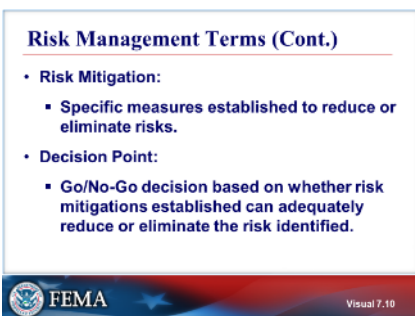 Risk Management Terms (Cont.)
• Risk Mitigation:
▪ Specific measures established to reduce or
eliminate risks.
• Decision Point:
▪ Go/No-Go decision based on whether risk
mitigations established can adequately
reduce or eliminate the risk identified.
FEMA
Visual 7.10